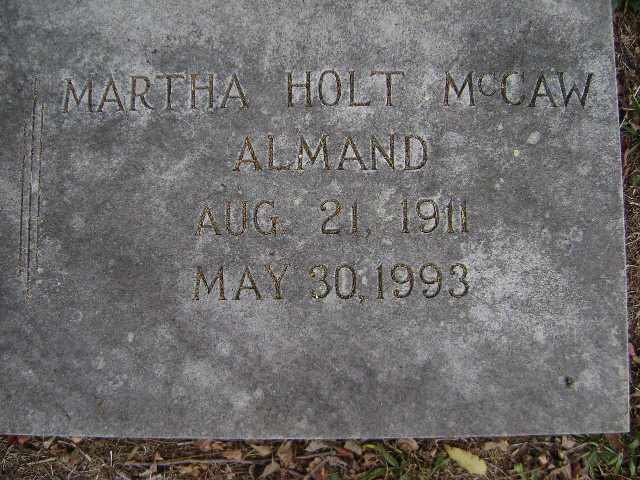 MARTHA HOLT McCAW
ALMAND
AUG. 21, 1911
MAY 30, 1993